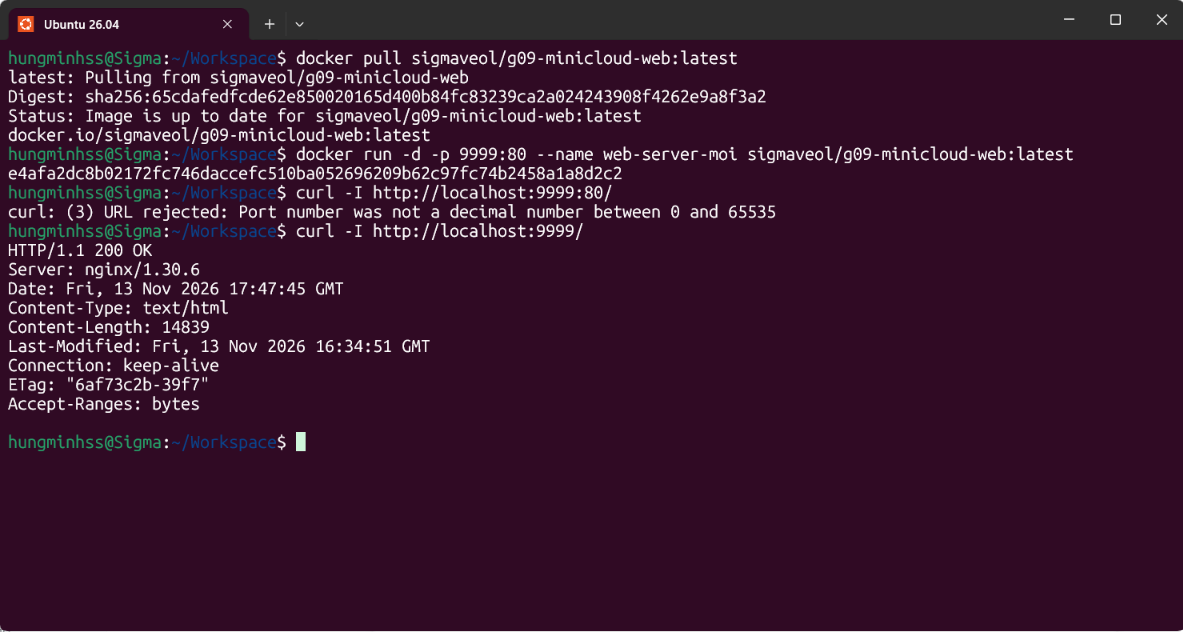 Ubuntu 26.04
hungminhss@Sigma:~/Workspace$ docker pull sigmaveol/g09-minicloud-web:latest
latest: Pulling from sigmaveol/g09-minicloud-web
Digest: sha256:65cdafedfcde62e850020165d400b84fc83239ca2a024243908f4262e9a8f3a2
Status: Image is up to date for sigmaveol/g09-minicloud-web:latest
docker.io/sigmaveol/g09-minicloud-web:latest
hungminhss@Sigma:~/Workspace$ docker run -d -p 9999:80 --name web-server-moi sigmaveol/g09-minicloud-web:latest
e4afa2dc8b02172fc746daccefc510ba052696209b62c97fc74b2458a1a8d2c2
hungminhss@Sigma:~/Workspace$ curl -I http://localhost:9999:80/
curl: (3) URL rejected: Port number was not a decimal number between 0 and 65535
hungminhss@Sigma:~/Workspace$ curl -I http://localhost:9999/
HTTP/1.1 200 OK
Server: nginx/1.30.6
Date: Fri, 13 Nov 2026 17:47:45 GMT
Content-Type: text/html
Content-Length: 14839
Last-Modified: Fri, 13 Nov 2026 16:34:51 GMT
Connection: keep-alive
ETag: "6af73c2b-39f7"
Accept-Ranges: bytes
hungminhss@Sigma:~/Workspace$